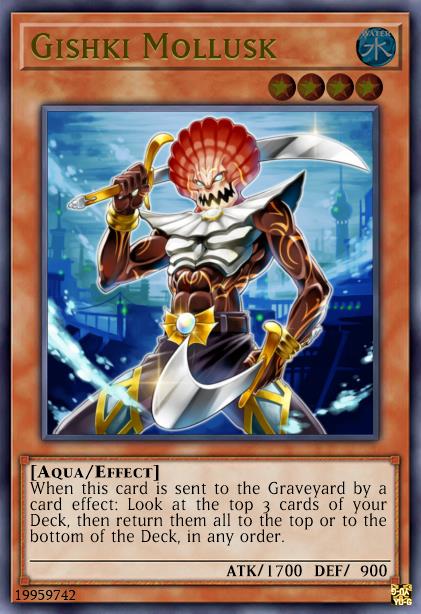 GISHKI MOLLUSK
WATER
水
[AQUA/EFFECT]
When this card is sent to the Graveyard by a
card effect: Look at the top 3 cards of your
Deck, then return them all to the top or to the
bottom of the Deck, in any order.
ATK/1700 DEF/ 900
19959742